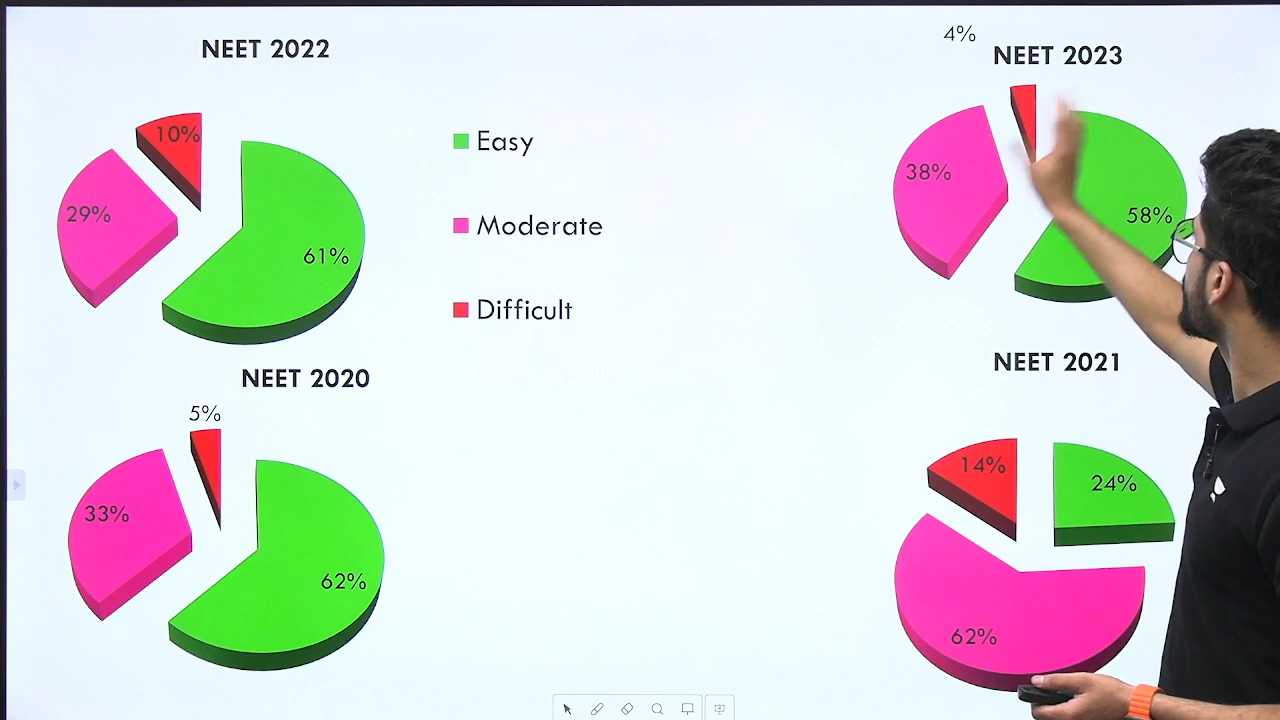 NEET 2022
10%
29%
61%
Easy
Moderate
Difficult
4%
NEET 2023
38%
58%
NEET 2020
5%
33%
62%
NEET 2021
14%
24%
62%